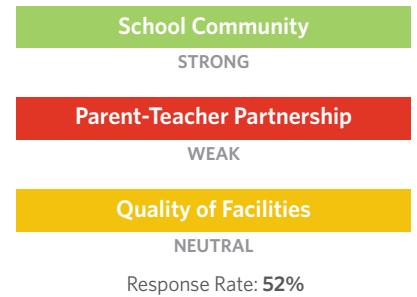 School Community
STRONG
Parent-Teacher Partnership
WEAK
Quality of Facilities
NEUTRAL
Response Rate: 52%